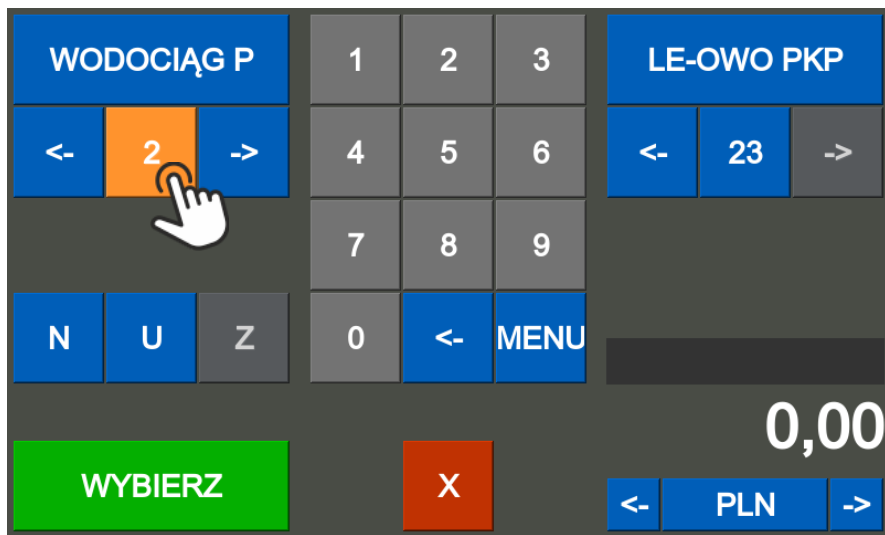 WODOCIĄG P 1 2 3 LE-OWO PKP
<- 2 -> 4 5 6 <- 23 ->
7 8 9
N U Z 0 <- MENU
0,00
WYBIERZ X
<- PLN ->